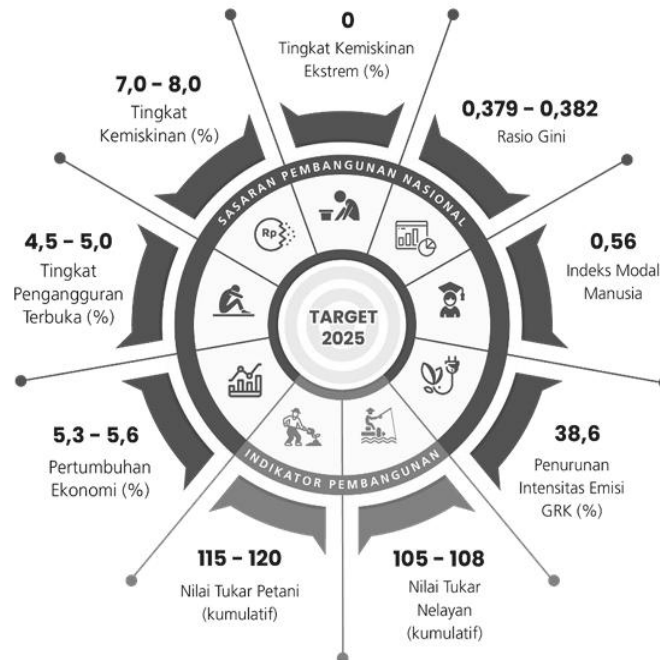 0
Tingkat Kemiskinan
Ekstrem (%)
0,379 – 0,382
Rasio Gini
0,56
Indeks Modal
Manusia
38,6
Penurunan
Intensitas Emisi
GRK (%)
105 – 108
Nilai Tukar
Nelayan
(kumulatif)
115 – 120
Nilai Tukar Petani
(kumulatif)
5,3 – 5,6
Pertumbuhan
Ekonomi (%)
4,5 – 5,0
Tingkat
Pengangguran
Terbuka (%)
7,0 – 8,0
Tingkat
Kemiskinan (%)
SASARAN PEMBANGUNAN NASIONAL
Rp
TARGET
2025
INDIKATOR PEMBANGUNAN